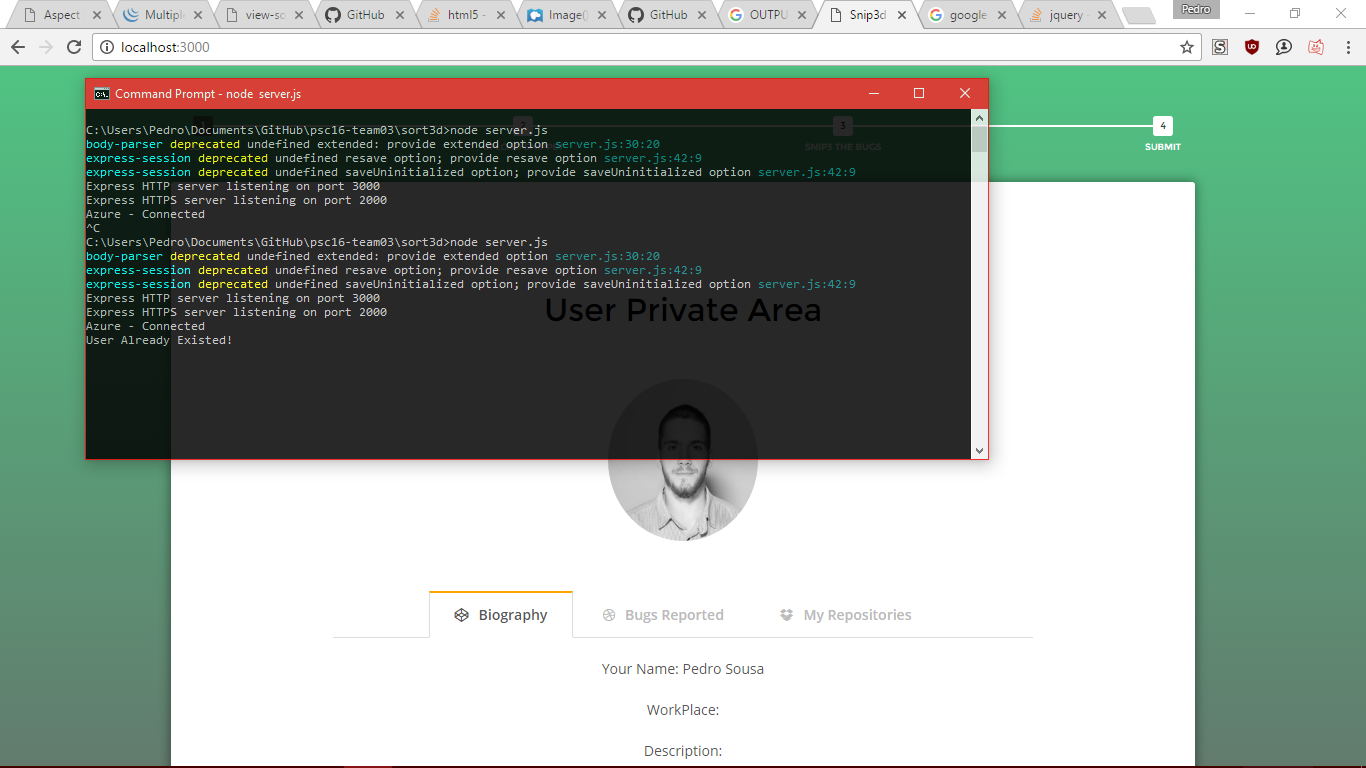 Aspect
Multipl
view-so
GitHub
html5 -
Image()
GitHub
OUTPU
Snip3d
google
jquery
Pedro
localhost:3000
Command Prompt - node server.js
1
2
3
4
SNIP3 THE BUGS
SUBMIT
C:\Users\Pedro\Documents\GitHub\psc16-team03\sort3d>node server.js
body-parser deprecated undefined extended: provide extended option server.js:30:20
express-session deprecated undefined resave option; provide resave option server.js:42:9
express-session deprecated undefined saveUninitialized option; provide saveUninitialized option server.js:42:9
Express HTTP server listening on port 3000
Express HTTPS server listening on port 2000
Azure - Connected
^C
C:\Users\Pedro\Documents\GitHub\psc16-team03\sort3d>node server.js
body-parser deprecated undefined extended: provide extended option server.js:30:20
express-session deprecated undefined resave option; provide resave option server.js:42:9
express-session deprecated undefined saveUninitialized option; provide saveUninitialized option server.js:42:9
Express HTTP server listening on port 3000
Express HTTPS server listening on port 2000
Azure - Connected
User Already Existed!
User Private Area
Biography
Bugs Reported
My Repositories
Your Name: Pedro Sousa
WorkPlace:
Description: